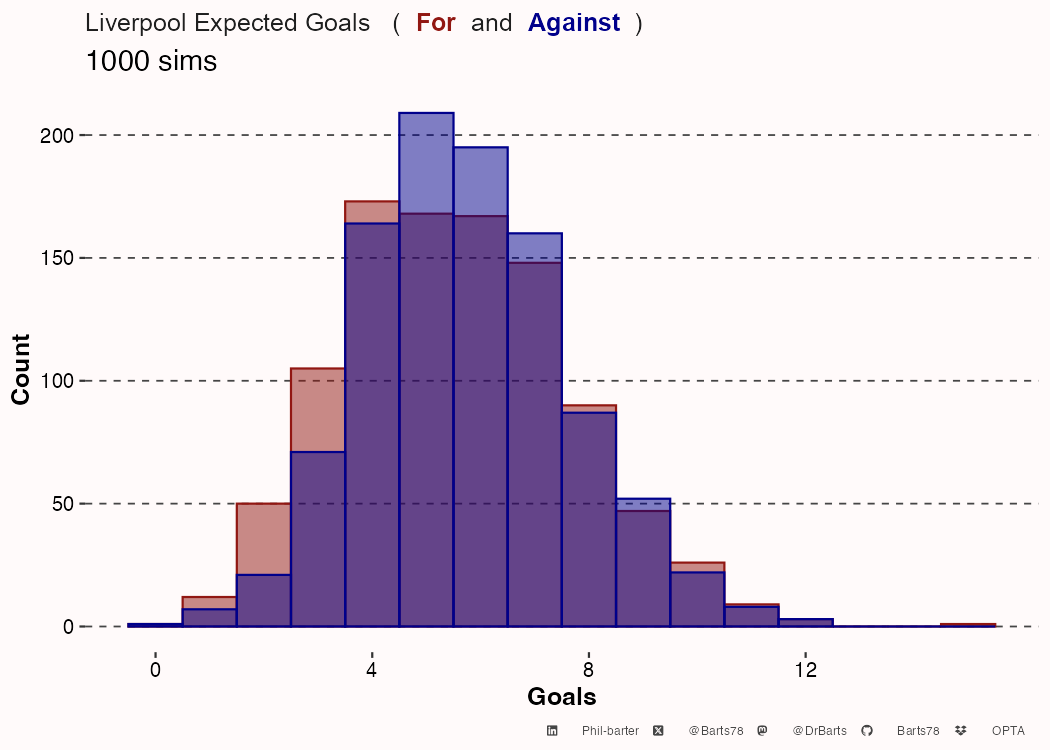 Liverpool Expected Goals ( For and Against )
1000 sims
200
150
100
50
0
Count
0 4 8 12
Goals
Phil-barter @Barts78 @DrBarts Barts78 OPTA